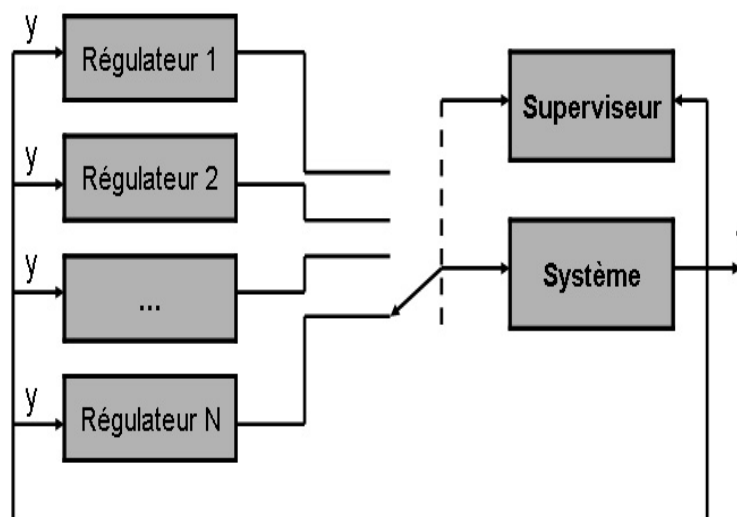 y
Régulateur 1
Superviseur
y
Régulateur 2
y
...
Système
y
Régulateur N